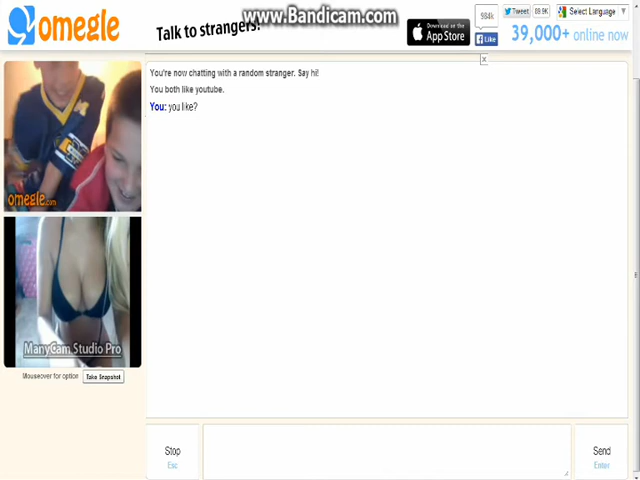 www.Bandicam.com
omegle
Talk to strangers!
Download on the
App Store
984k
Like
Tweet
89.9K
Select Language
39,000+ online now
x
You're now chatting with a random stranger. Say hi!
You both like youtube.
You: you like?
omegle.com
ManyCam Studio Pro
Mouseover for option
Take Snapshot
Stop
Esc
Send
Enter